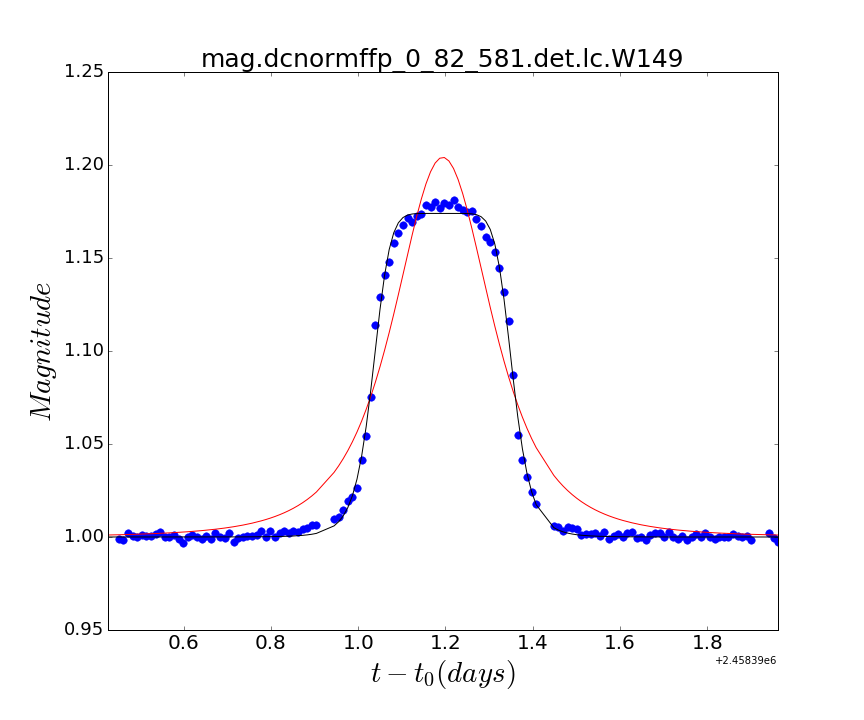 mag.dcnormffp_0_82_581.det.lc.W149
1.25
1.20
1.15
1.10
1.05
1.00
0.95
Magnitude
0.6 0.8 1.0 1.2 1.4 1.6 1.8
+2.45839e6
t − t₀(days)